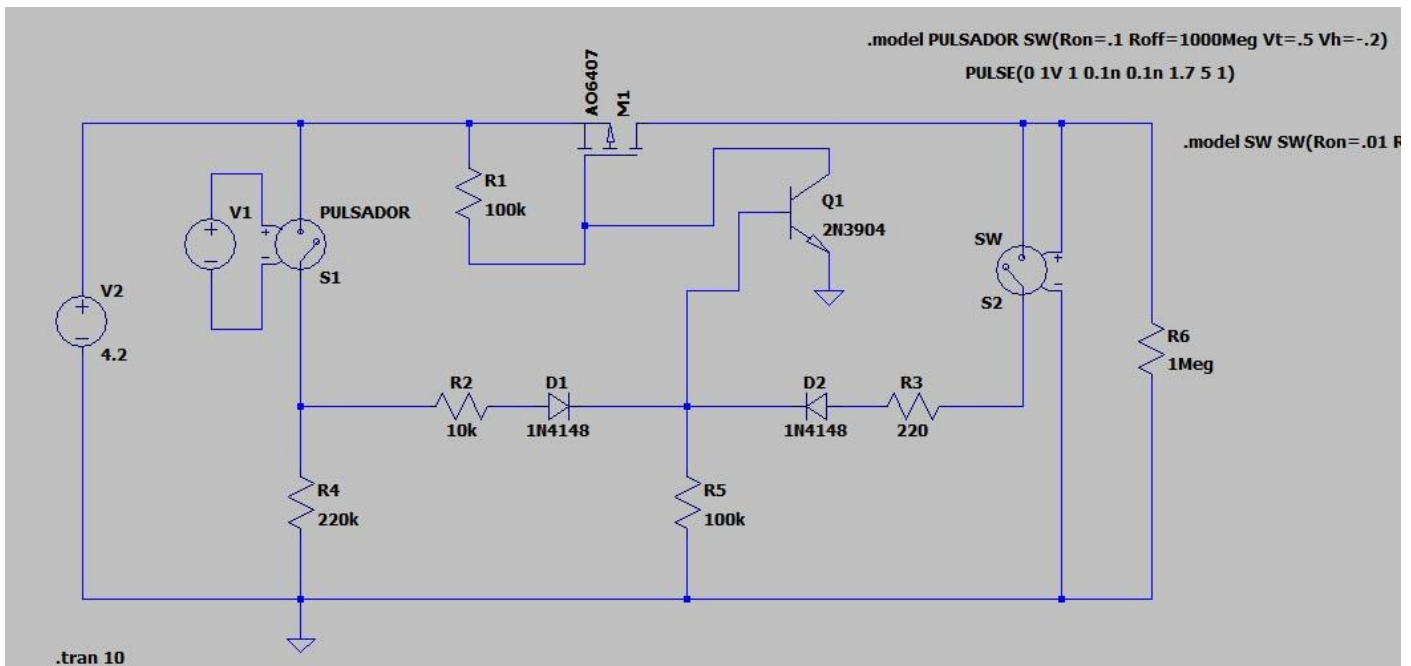 .model PULSADOR SW(Ron=.1 Roff=1000Meg Vt=.5 Vh=-.2)
PULSE(0 1V 1 0.1n 0.1n 1.7 5 1)
AO6407
M1
.model SW SW(Ron=.01 R
R1
100k
V1
PULSADOR
Q1
2N3904
+
-
S1
SW
+
-
S2
V2
4.2
R6
1Meg
R2
10k
D1
1N4148
D2
1N4148
R3
220
R4
220k
R5
100k
.tran 10